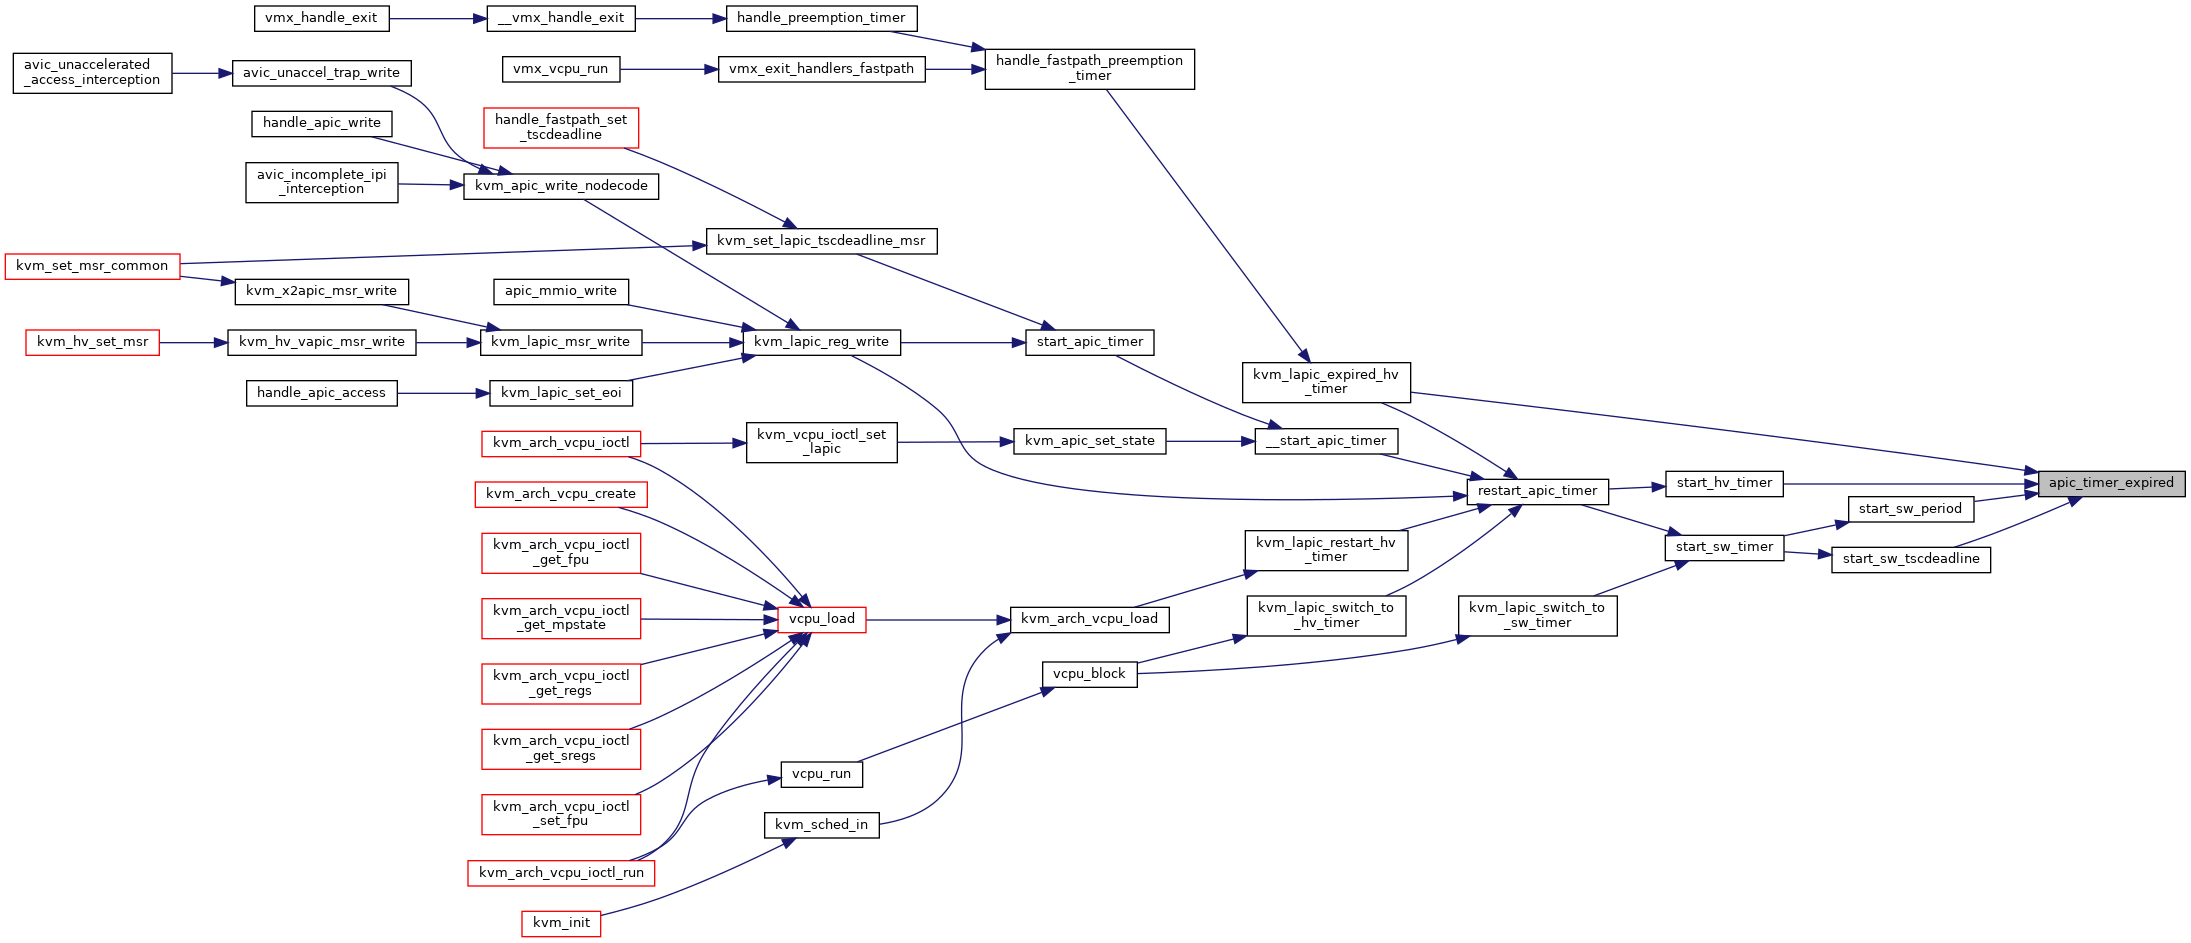 vmx_handle_exit
__vmx_handle_exit
handle_preemption_timer
avic_unaccelerated
_access_interception
avic_unaccel_trap_write
vmx_vcpu_run
vmx_exit_handlers_fastpath
handle_fastpath_preemption
_timer
handle_apic_write
handle_fastpath_set
_tscdeadline
avic_incomplete_ipi
_interception
kvm_apic_write_nodecode
kvm_set_lapic_tscdeadline_msr
kvm_set_msr_common
kvm_x2apic_msr_write
apic_mmio_write
kvm_hv_set_msr
kvm_hv_vapic_msr_write
kvm_lapic_msr_write
kvm_lapic_reg_write
start_apic_timer
kvm_lapic_expired_hv
_timer
handle_apic_access
kvm_lapic_set_eoi
kvm_arch_vcpu_ioctl
kvm_vcpu_ioctl_set
_lapic
kvm_apic_set_state
__start_apic_timer
kvm_arch_vcpu_create
restart_apic_timer
start_hv_timer
apic_timer_expired
start_sw_period
kvm_arch_vcpu_ioctl
_get_fpu
kvm_lapic_restart_hv
_timer
start_sw_timer
start_sw_tscdeadline
kvm_arch_vcpu_ioctl
_get_mpstate
vcpu_load
kvm_arch_vcpu_load
kvm_lapic_switch_to
_hv_timer
kvm_lapic_switch_to
_sw_timer
kvm_arch_vcpu_ioctl
_get_regs
vcpu_block
kvm_arch_vcpu_ioctl
_get_sregs
vcpu_run
kvm_arch_vcpu_ioctl
_set_fpu
kvm_sched_in
kvm_arch_vcpu_ioctl_run
kvm_init